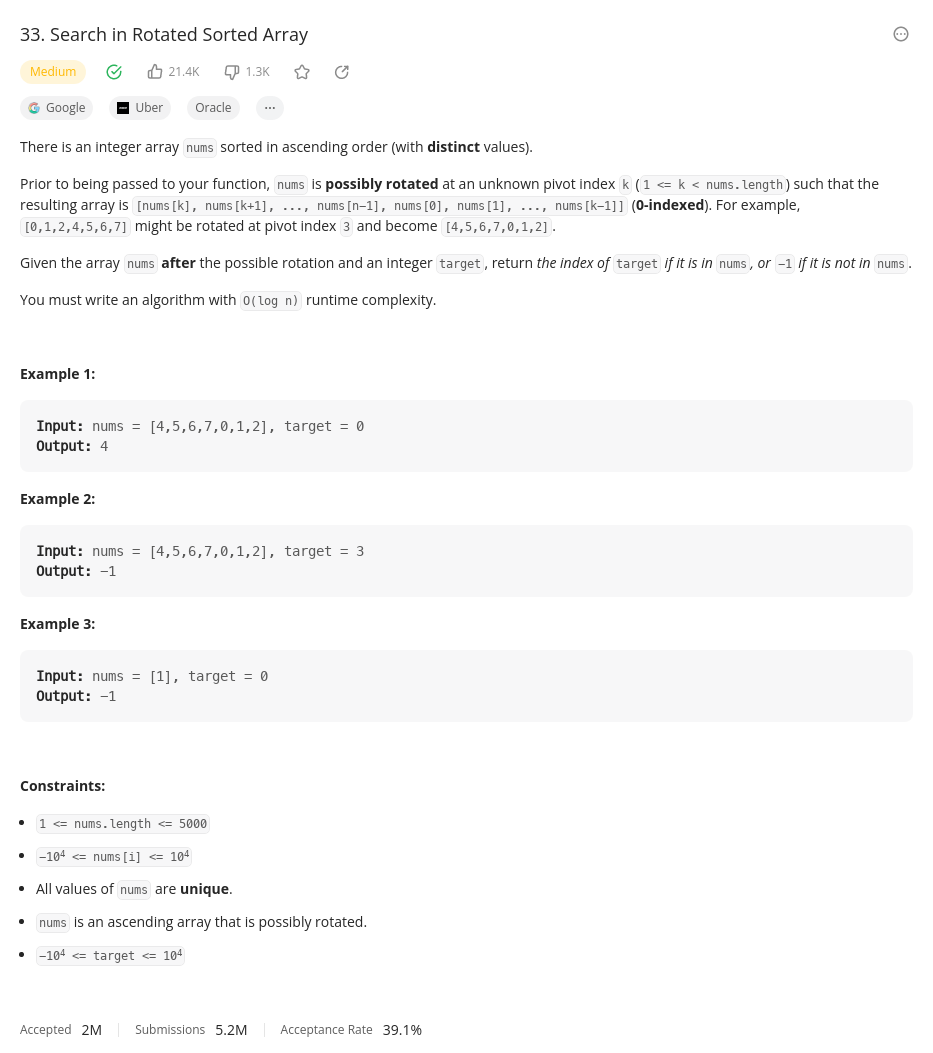 33. Search in Rotated Sorted Array
Medium 21.4K 1.3K
Google Uber Oracle ...
There is an integer array nums sorted in ascending order (with distinct values).
Prior to being passed to your function, nums is possibly rotated at an unknown pivot index k (1 <= k < nums.length) such that the
resulting array is [nums[k], nums[k+1], ..., nums[n-1], nums[0], nums[1], ..., nums[k-1]] (0-indexed). For example,
[0,1,2,4,5,6,7] might be rotated at pivot index 3 and become [4,5,6,7,0,1,2].
Given the array nums after the possible rotation and an integer target, return the index of target if it is in nums, or -1 if it is not in nums.
You must write an algorithm with O(log n) runtime complexity.
Example 1:
Input: nums = [4,5,6,7,0,1,2], target = 0
Output: 4
Example 2:
Input: nums = [4,5,6,7,0,1,2], target = 3
Output: -1
Example 3:
Input: nums = [1], target = 0
Output: -1
Constraints:
• 1 <= nums.length <= 5000
• -10⁴ <= nums[i] <= 10⁴
• All values of nums are unique.
• nums is an ascending array that is possibly rotated.
• -10⁴ <= target <= 10⁴
Accepted 2M Submissions 5.2M Acceptance Rate 39.1%